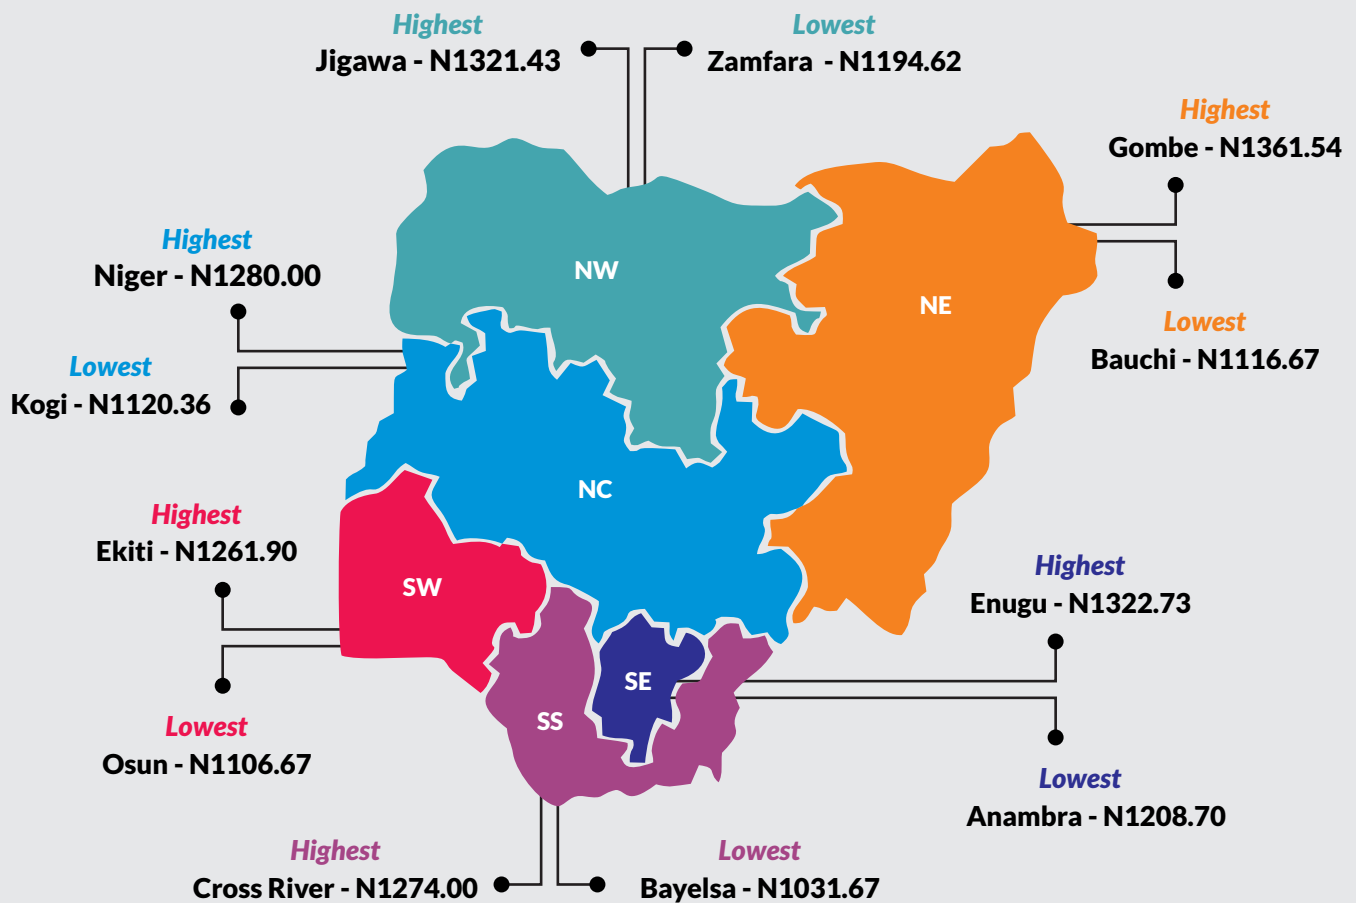 Highest
Jigawa - N1321.43
Lowest
Zamfara - N1194.62
Highest
Gombe - N1361.54
Lowest
Bauchi - N1116.67
Highest
Niger - N1280.00
Lowest
Kogi - N1120.36
NW
NE
NC
SW
SE
SS
Highest
Ekiti - N1261.90
Lowest
Osun - N1106.67
Highest
Enugu - N1322.73
Lowest
Anambra - N1208.70
Highest
Cross River - N1274.00
Lowest
Bayelsa - N1031.67